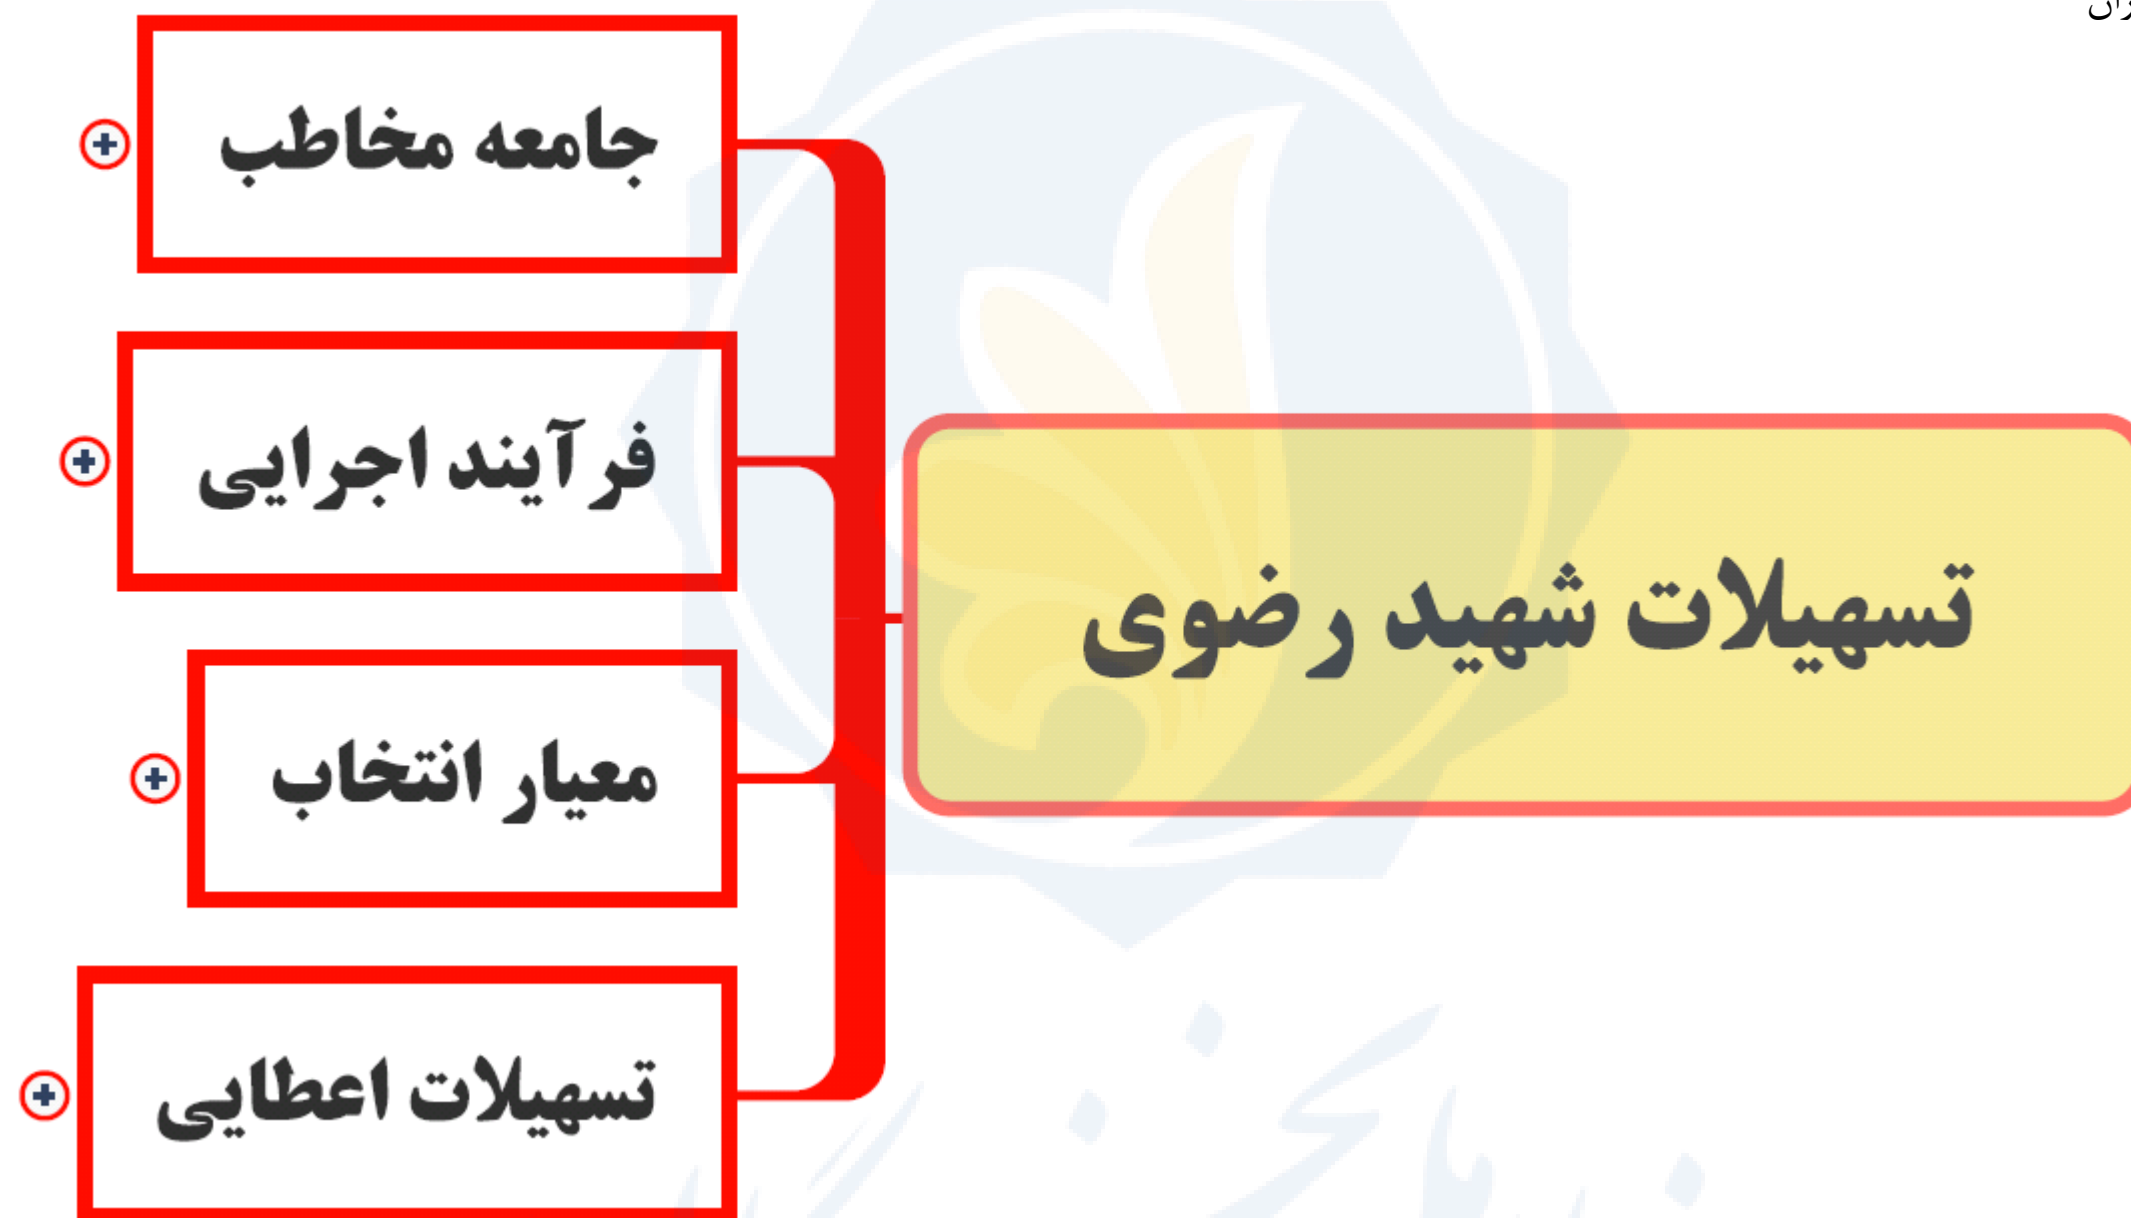 جامعه مخاطب
فرآیند اجرایی
تسهیلات شهید رضوی
معیار انتخاب
تسهیلات اعطایی